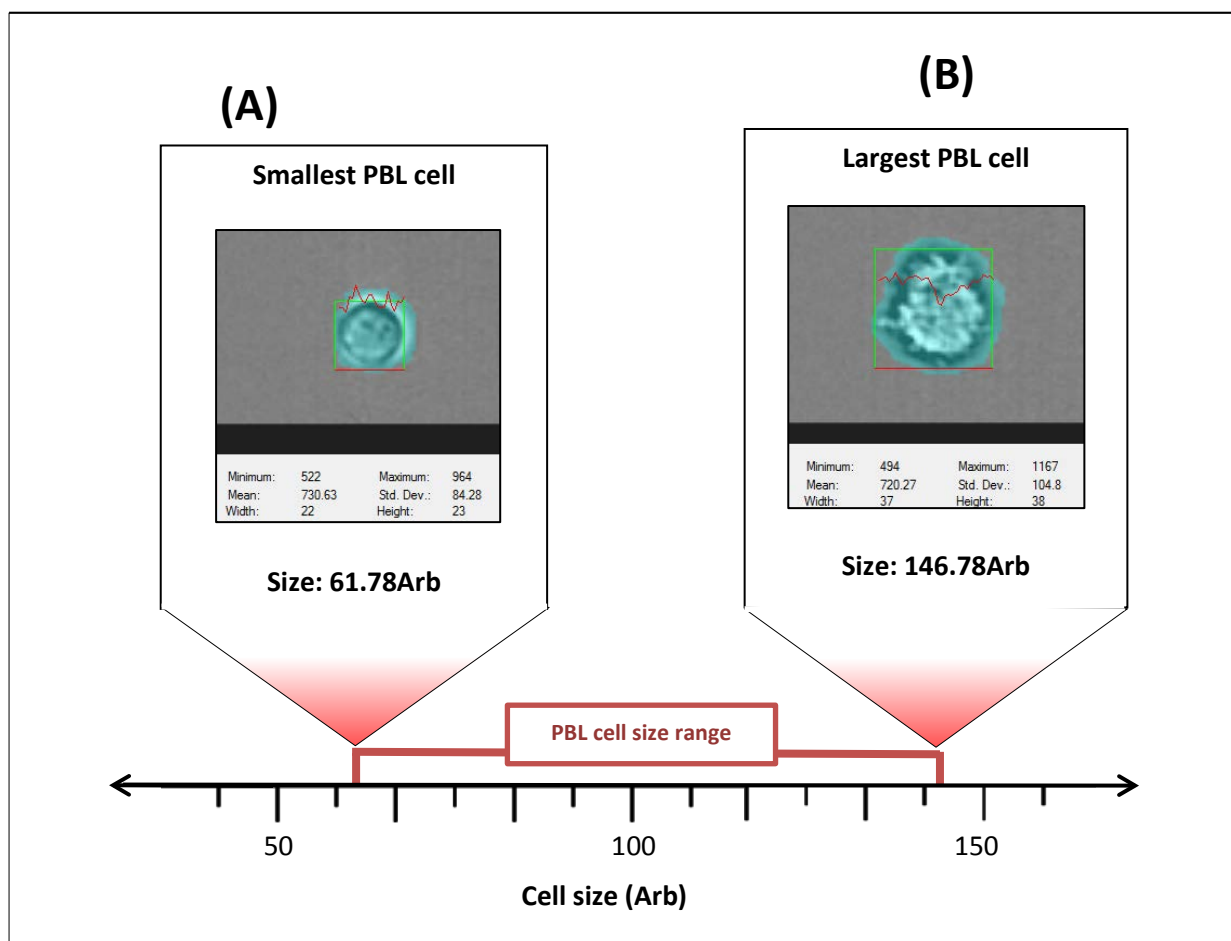 (A)
Smallest PBL cell
Minimum: 522 Maximum: 964
Mean: 730.63 Std. Dev.: 84.28
Width: 22 Height: 23
Size: 61.78Arb
(B)
Largest PBL cell
Minimum: 494 Maximum: 1167
Mean: 720.27 Std. Dev.: 104.8
Width: 37 Height: 38
Size: 146.78Arb
PBL cell size range
50 100 150
Cell size (Arb)